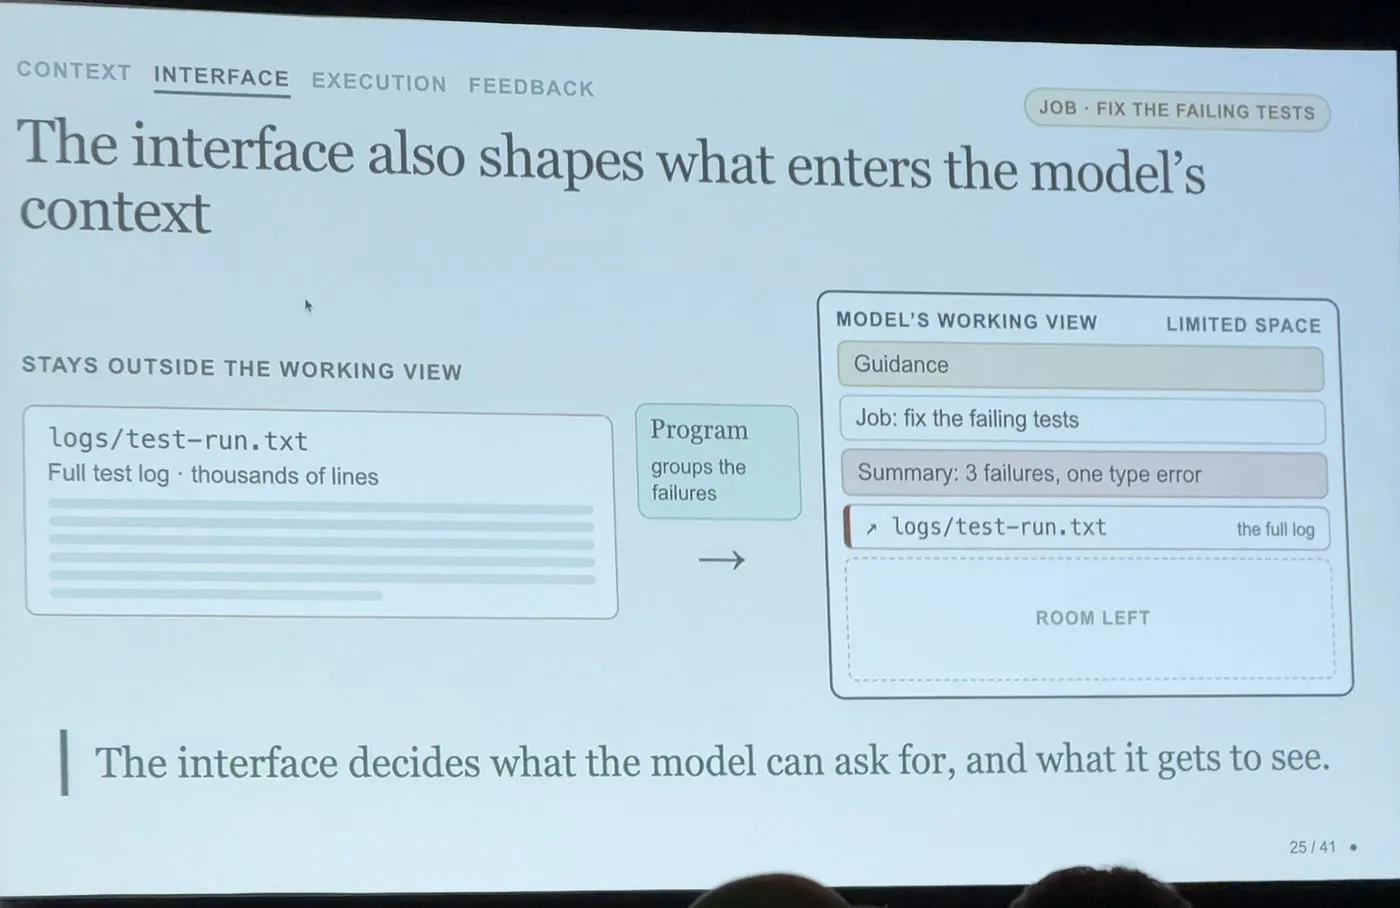 CONTEXT INTERFACE EXECUTION FEEDBACK
JOB · FIX THE FAILING TESTS
The interface also shapes what enters the model’s
context
STAYS OUTSIDE THE WORKING VIEW
logs/test-run.txt
Full test log · thousands of lines
Program
groups the
failures
→
MODEL’S WORKING VIEW LIMITED SPACE
Guidance
Job: fix the failing tests
Summary: 3 failures, one type error
↗ logs/test-run.txt the full log
ROOM LEFT
The interface decides what the model can ask for, and what it gets to see.
25 / 41